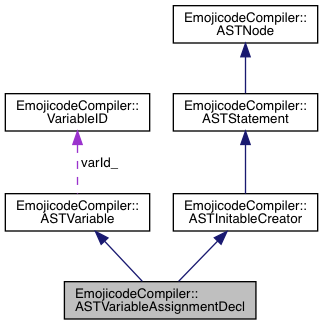 EmojicodeCompiler::
ASTNode
EmojicodeCompiler::
VariableID
EmojicodeCompiler::
ASTStatement
varId_
EmojicodeCompiler::
ASTVariable
EmojicodeCompiler::
ASTInitableCreator
EmojicodeCompiler::
ASTVariableAssignmentDecl